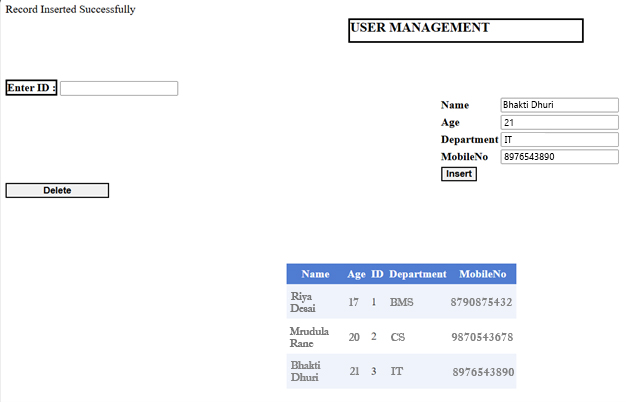 Record Inserted Successfully
USER MANAGEMENT
Enter ID :
Name Bhakti Dhuri
Age 21
Department IT
MobileNo 8976543890
Insert
Delete
Name Age ID Department MobileNo
Riya
Desai 17 1 BMS 8790875432
Mrudula
Rane 20 2 CS 9870543678
Bhakti
Dhuri 21 3 IT 8976543890